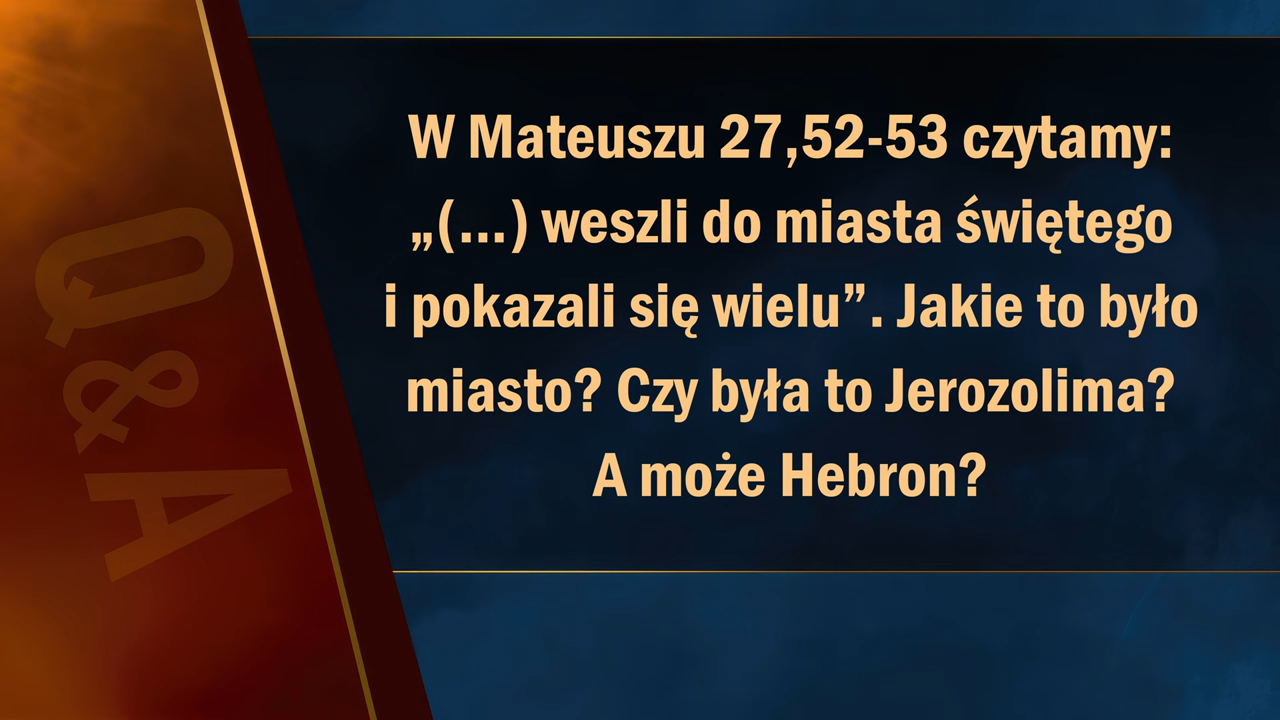 Q & A
W Mateuszu 27,52-53 czytamy:
„(...) weszli do miasta świętego
i pokazali się wielu”. Jakie to było
miasto? Czy była to Jerozolima?
A może Hebron?